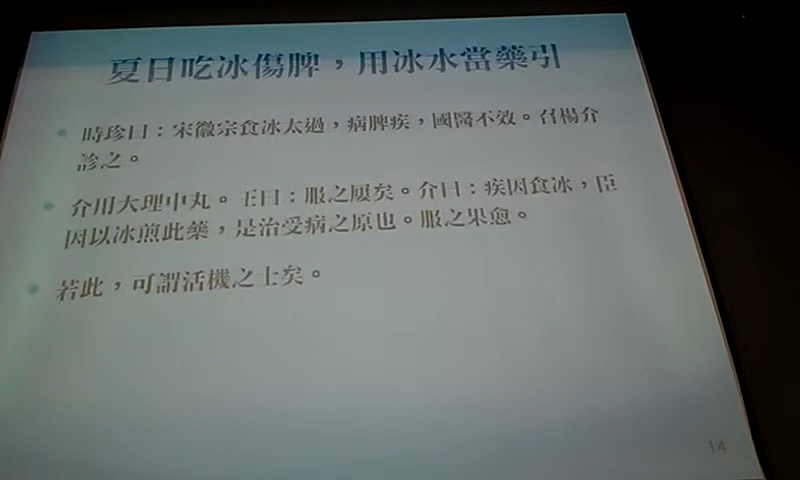 夏日吃冰傷脾，用冰水當藥引
時珍曰：宋徽宗食冰太過，病脾疾，國醫不效。召楊介
診之。
介用大理中丸。王曰：服之屢矣。介曰：疾因食冰，臣
因以冰煎此藥，是治受病之原也。服之果愈。
若此，可謂活機之士矣。
14